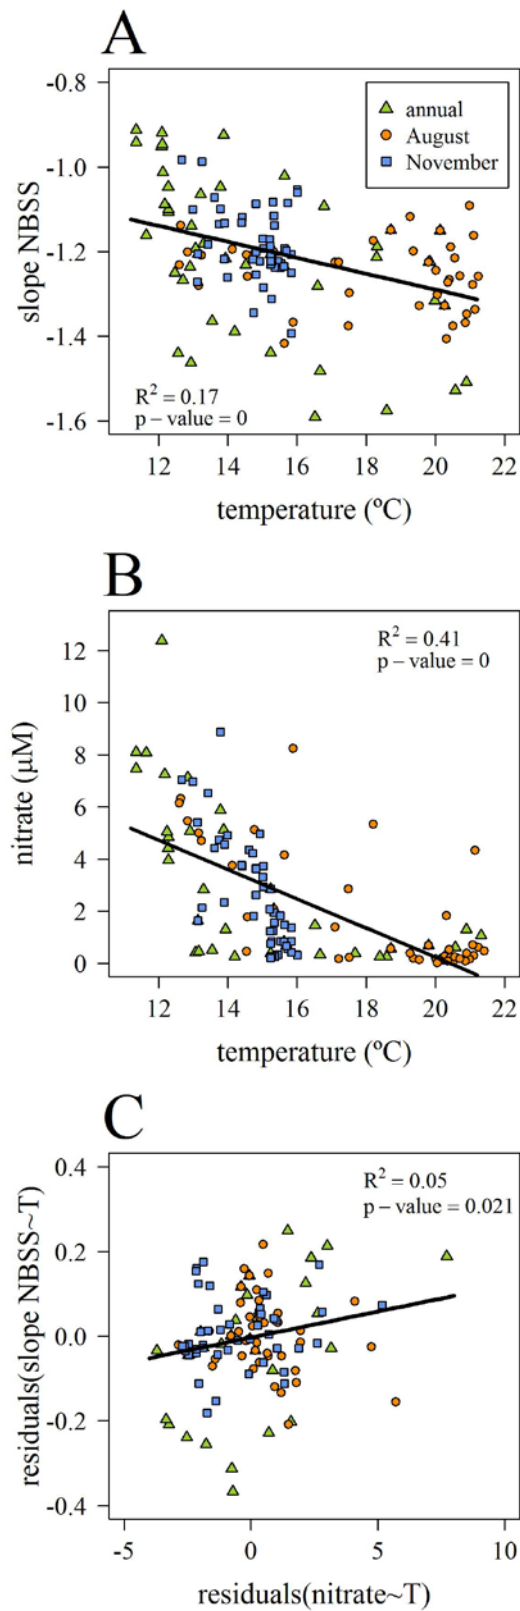 A
-0.8
-1.0
-1.2
-1.4
-1.6
slope NBSS
annual
August
November
R² = 0.17
p – value = 0
12 14 16 18 20 22
temperature (ºC)
B
12
10
8
6
4
2
0
nitrate (µM)
R² = 0.41
p – value = 0
12 14 16 18 20 22
temperature (ºC)
C
0.4
0.2
0.0
-0.2
-0.4
residuals(slope NBSS~T)
R² = 0.05
p – value = 0.021
-5 0 5 10
residuals(nitrate~T)